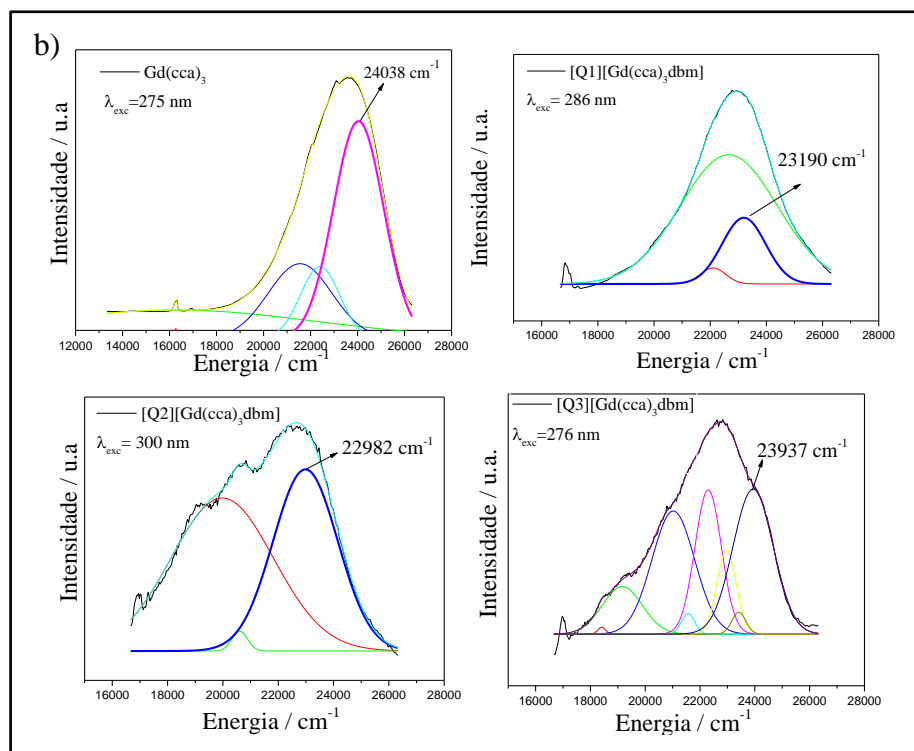 b)
Gd(cca)₃
λexc=275 nm
24038 cm⁻¹
Intensidade / u.a
12000 14000 16000 18000 20000 22000 24000 26000 28000
Energia / cm⁻¹
[Q1][Gd(cca)₃dbm]
λexc= 286 nm
23190 cm⁻¹
Intensidade / u.a.
16000 18000 20000 22000 24000 26000 28000
Energia / cm⁻¹
[Q2][Gd(cca)₃dbm]
λexc= 300 nm
22982 cm⁻¹
Intensidade / u.a
16000 18000 20000 22000 24000 26000 28000
Energia / cm⁻¹
[Q3][Gd(cca)₃dbm]
λexc=276 nm
23937 cm⁻¹
Intensidade / u.a.
16000 18000 20000 22000 24000 26000 28000
Energia / cm⁻¹